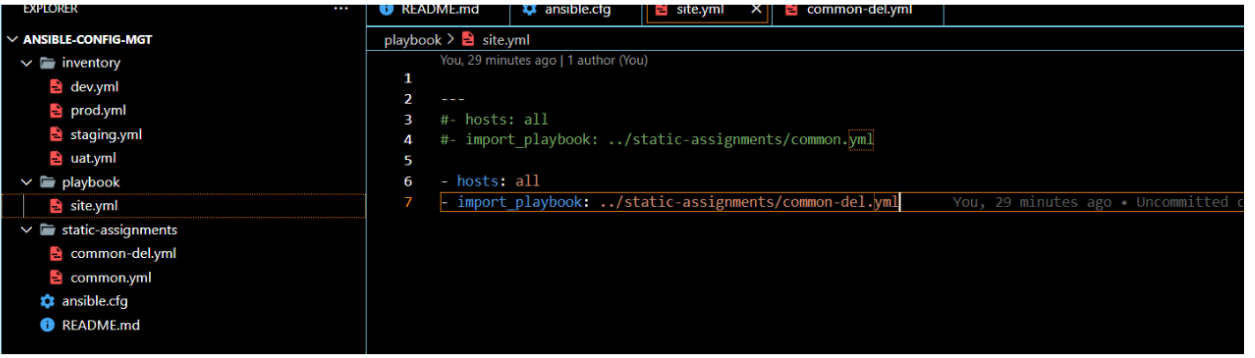 EXPLORER ...
ANSIBLE-CONFIG-MGT
inventory
dev.yml
prod.yml
staging.yml
uat.yml
playbook
site.yml
static-assignments
common-del.yml
common.yml
ansible.cfg
README.md
README.md ansible.cfg site.yml common-del.yml
playbook > site.yml
You, 29 minutes ago | 1 author (You)
1
2 ---
3 #- hosts: all
4 #- import_playbook: ../static-assignments/common.yml
5
6 - hosts: all
7 - import_playbook: ../static-assignments/common-del.yml You, 29 minutes ago • Uncommitted c